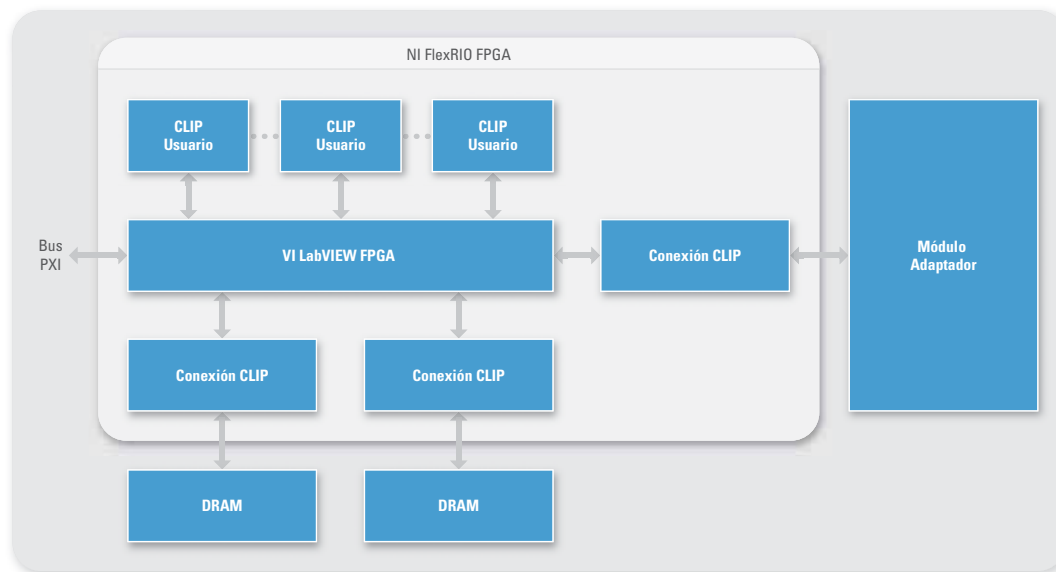 NI FlexRIO FPGA
CLIP
Usuario
CLIP
Usuario
CLIP
Usuario
Bus
PXI
VI LabVIEW FPGA
Conexión CLIP
Módulo
Adaptador
Conexión CLIP
Conexión CLIP
DRAM
DRAM